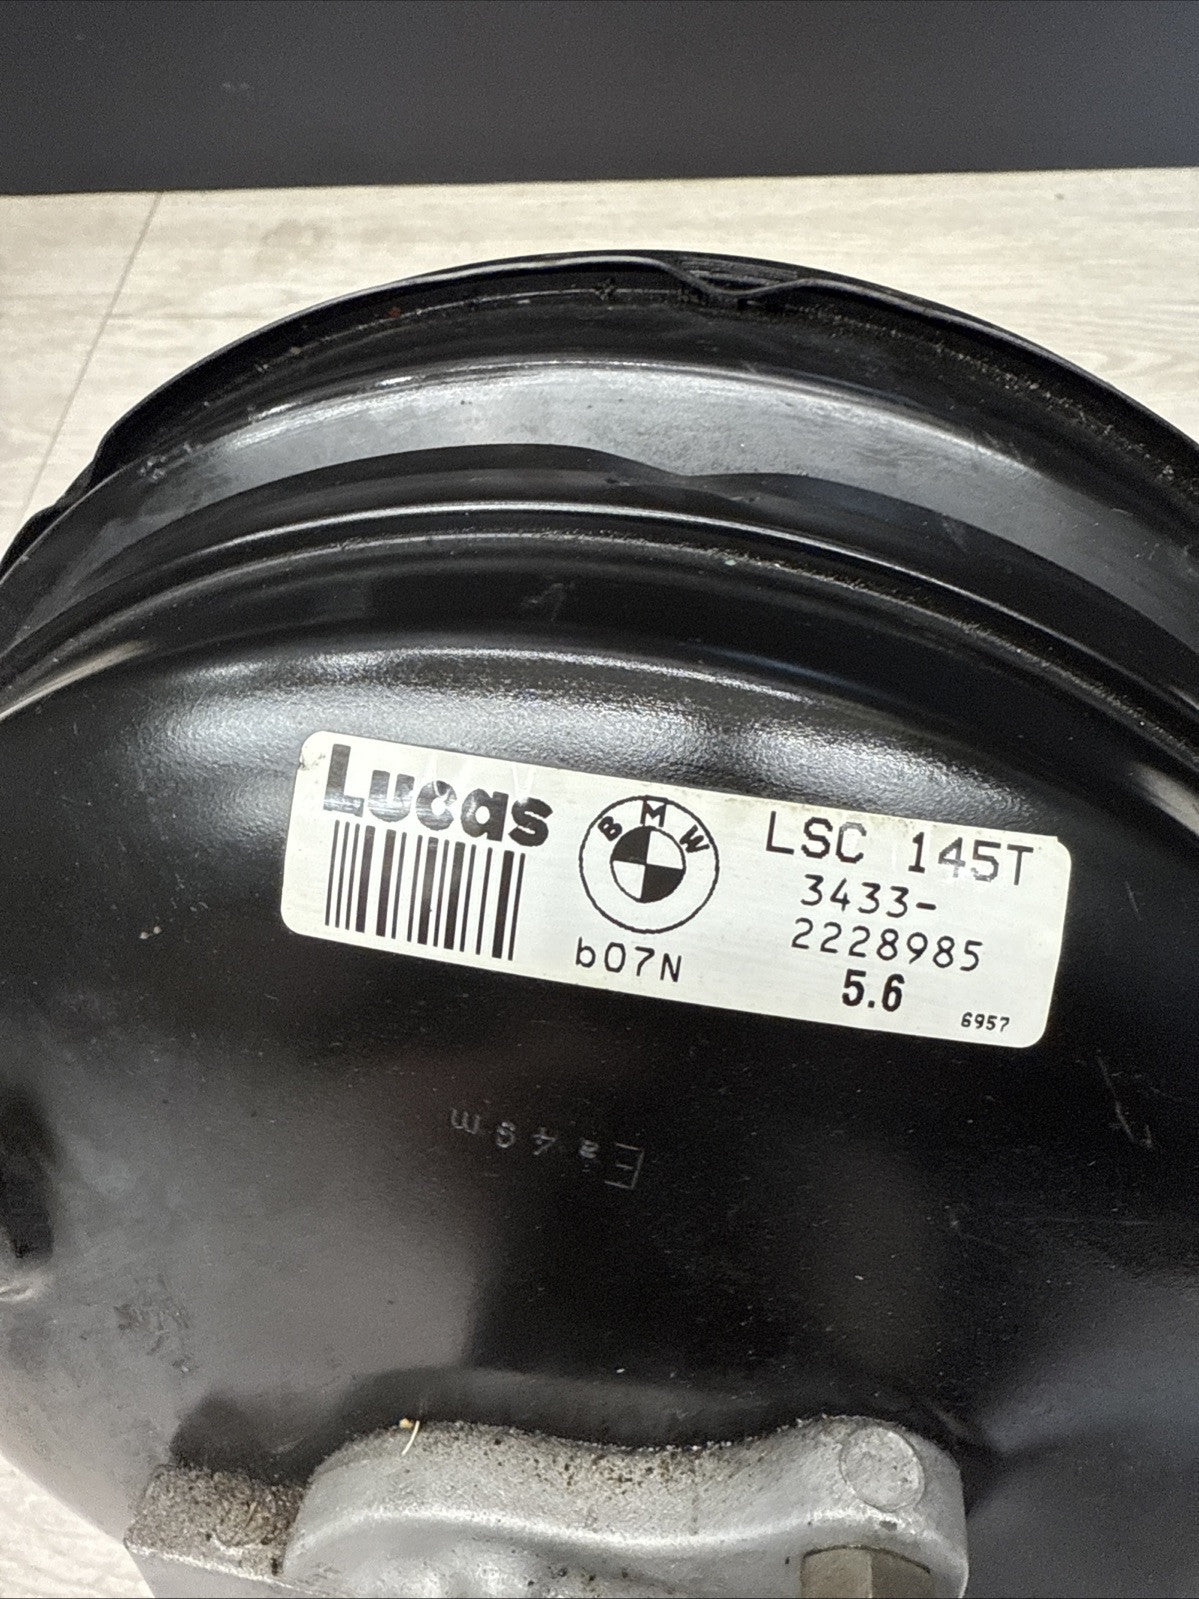 Lucas
BMW
b07N
LSC 145T
3433-
2228985
5.6
6957